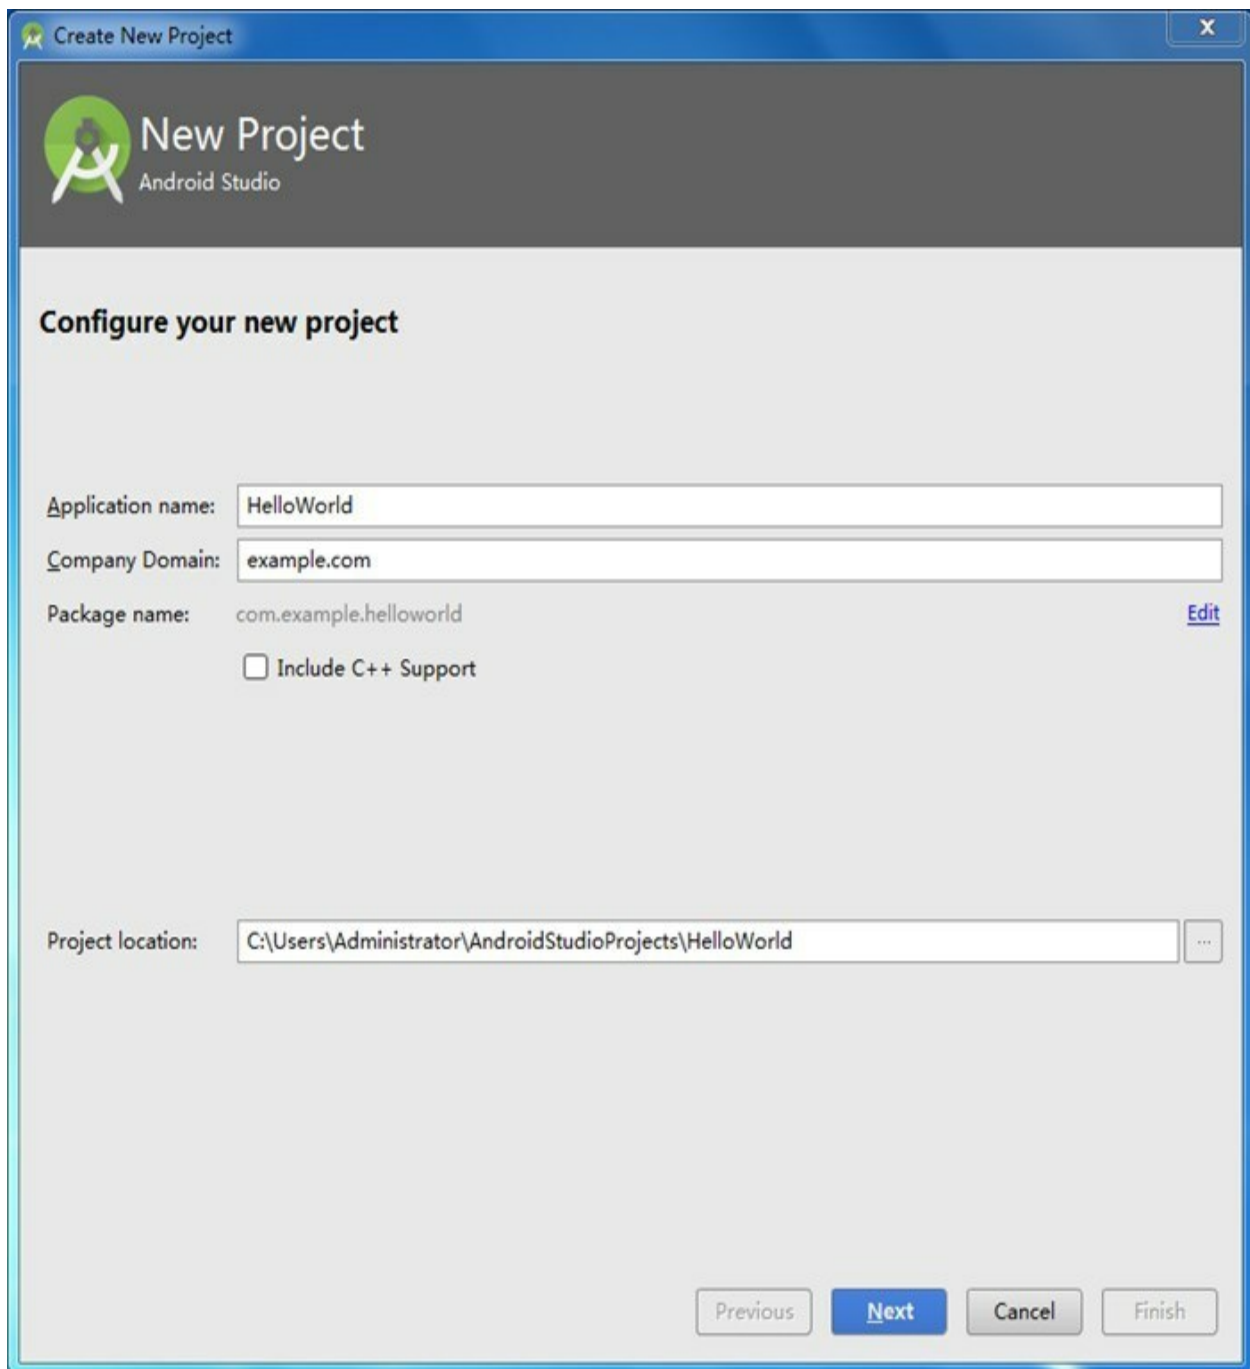 Create New Project
X
New Project
Android Studio
Configure your new project
Application name: HelloWorld
Company Domain: example.com
Package name: com.example.helloworld Edit
Include C++ Support
Project location: C:\Users\Administrator\AndroidStudioProjects\HelloWorld ...
Previous Next Cancel Finish